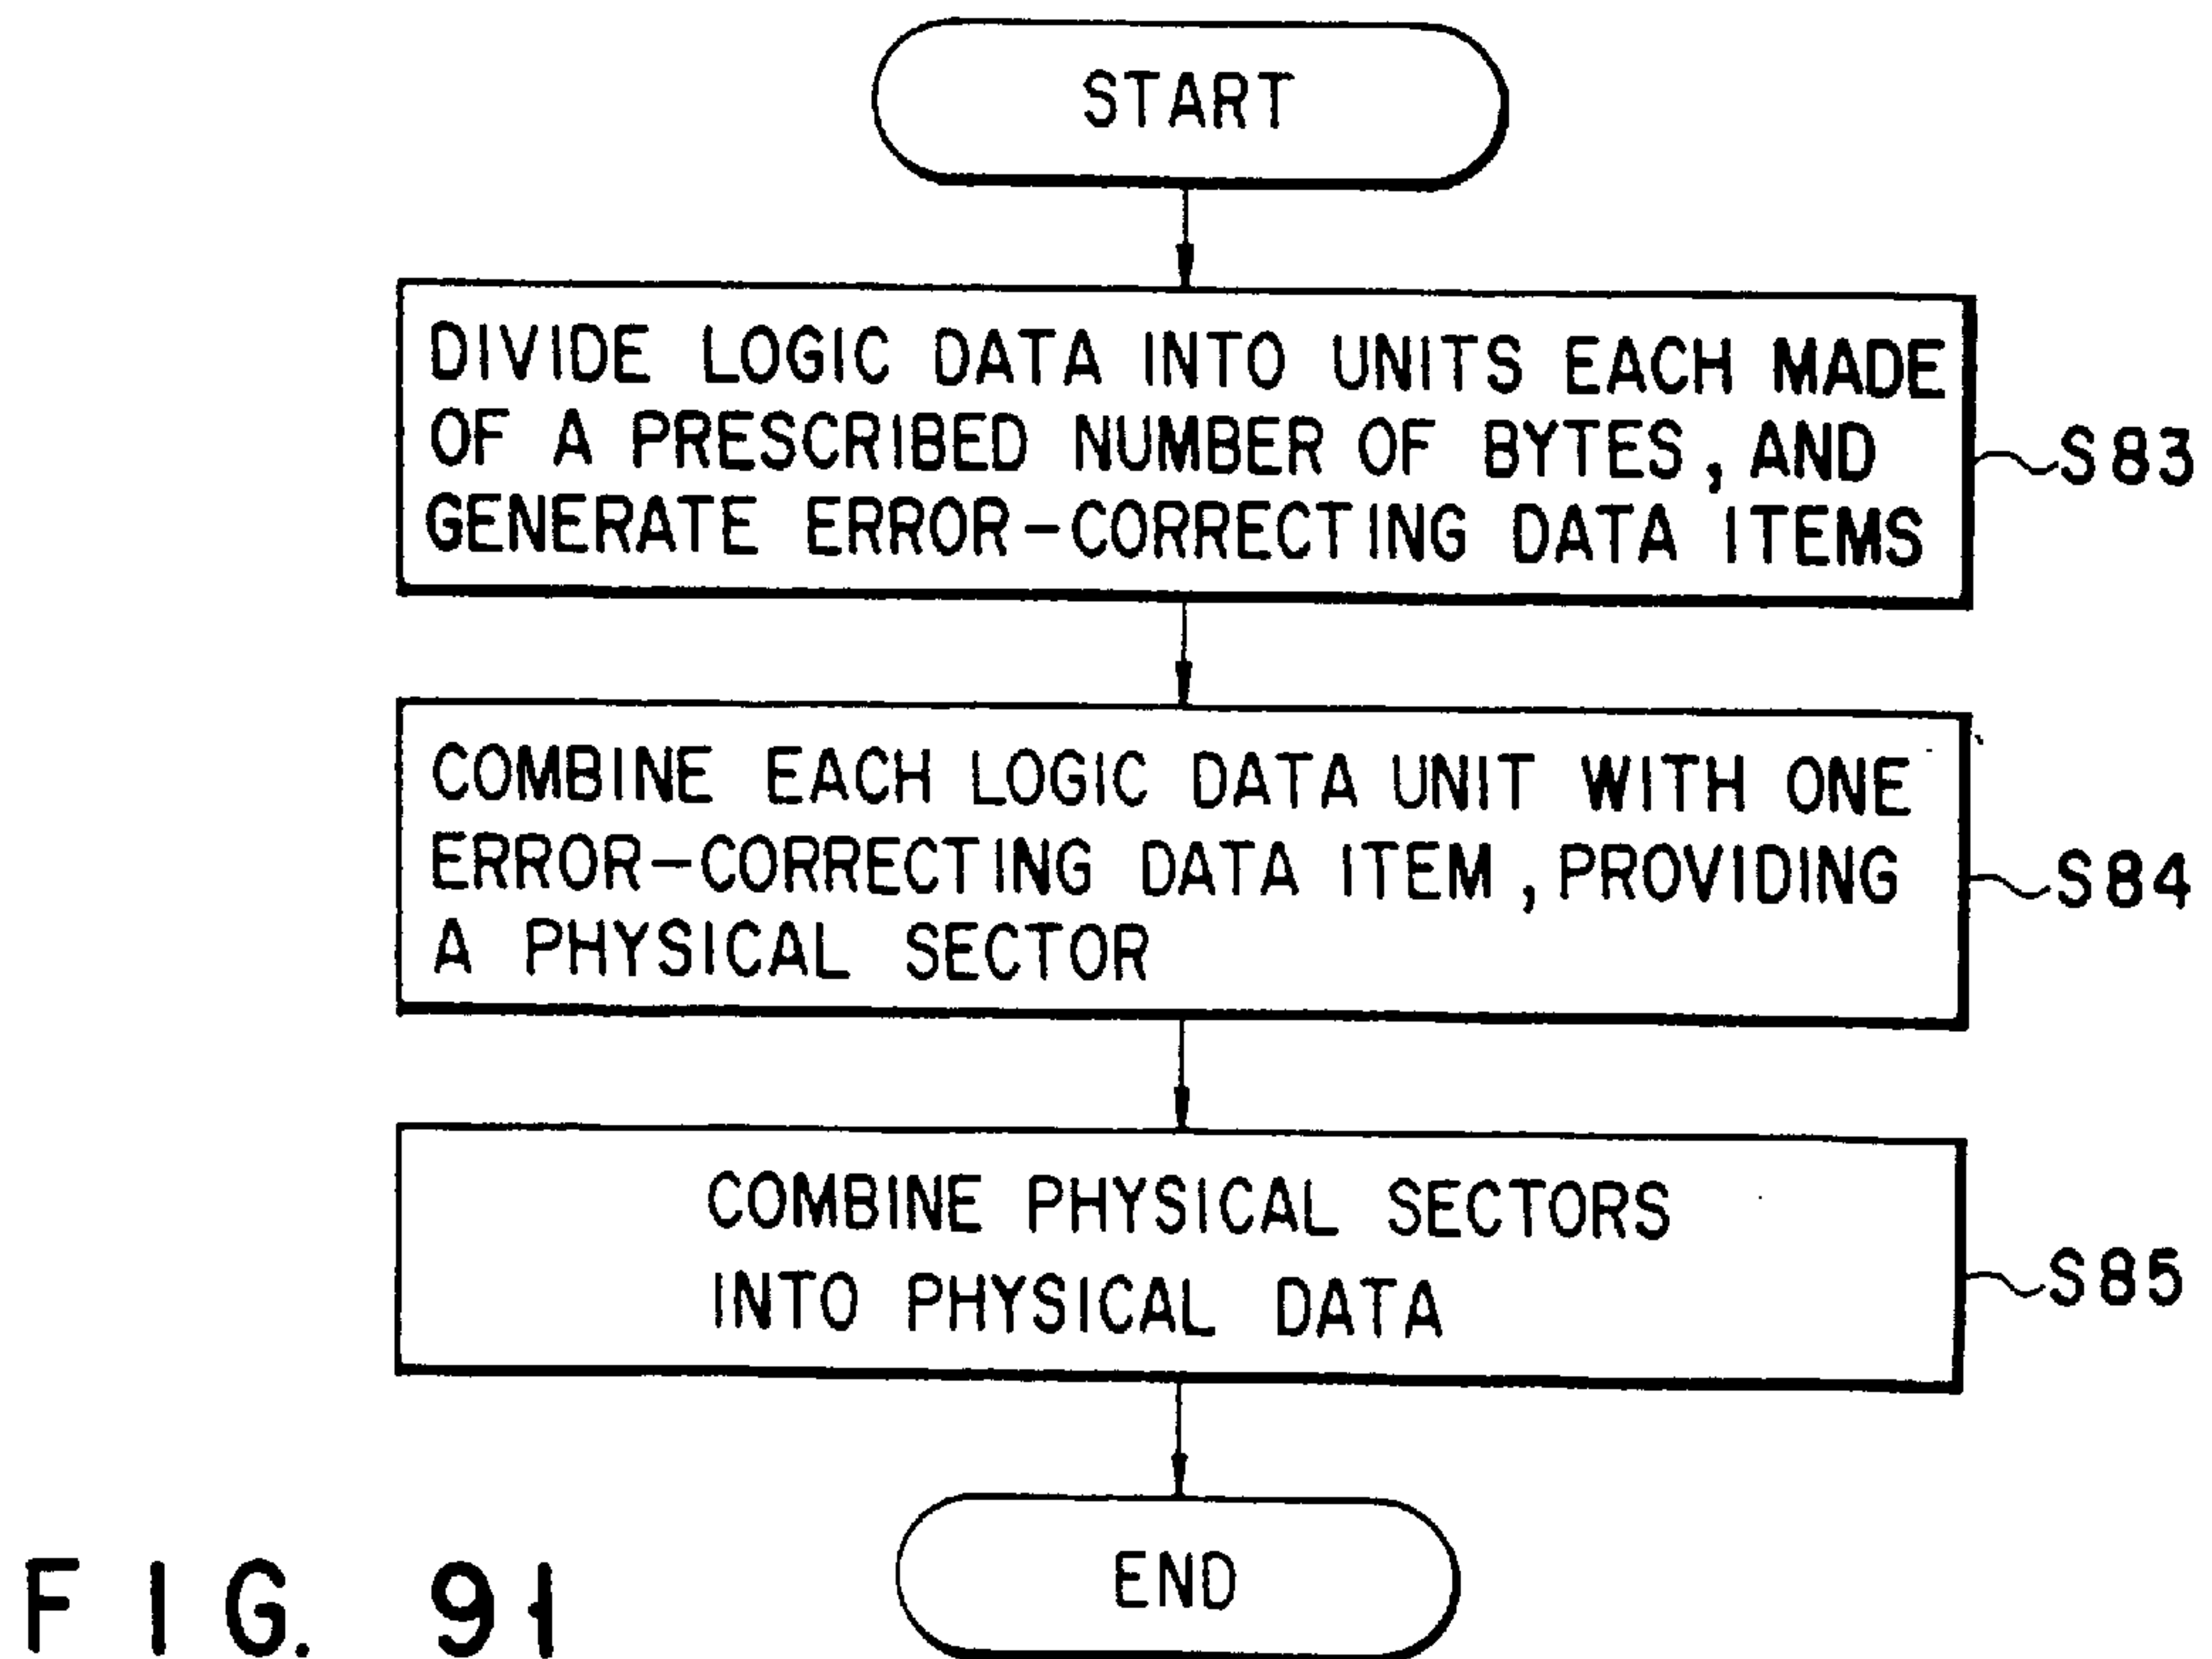 START
DIVIDE LOGIC DATA INTO UNITS EACH MADE
OF A PRESCRIBED NUMBER OF BYTES, AND
GENERATE ERROR-CORRECTING DATA ITEMS
S83
COMBINE EACH LOGIC DATA UNIT WITH ONE
ERROR-CORRECTING DATA ITEM, PROVIDING
A PHYSICAL SECTOR
S84
COMBINE PHYSICAL SECTORS
INTO PHYSICAL DATA
S85
END
FIG. 91